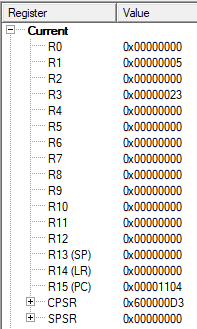 Register Value
Current
R0 0x00000000
R1 0x00000005
R2 0x00000000
R3 0x00000023
R4 0x00000000
R5 0x00000000
R6 0x00000000
R7 0x00000000
R8 0x00000000
R9 0x00000000
R10 0x00000000
R11 0x00000000
R12 0x00000000
R13 (SP) 0x00000000
R14 (LR) 0x00000000
R15 (PC) 0x00001104
CPSR 0x600000D3
SPSR 0x00000000